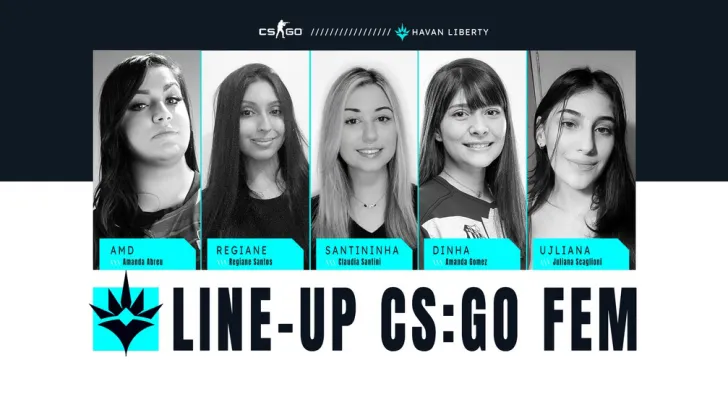 CS GO ////////////////// HAVAN LIBERTY
AMD
\\\ Amanda Abreu
REGIANE
\\\ Regiane Santos
SANTININHA
\\\ Claudia Santini
DINHA
\\\ Amanda Gomez
UJLIANA
\\\ Juliana Scaglioni
LINE-UP CS:GO FEM